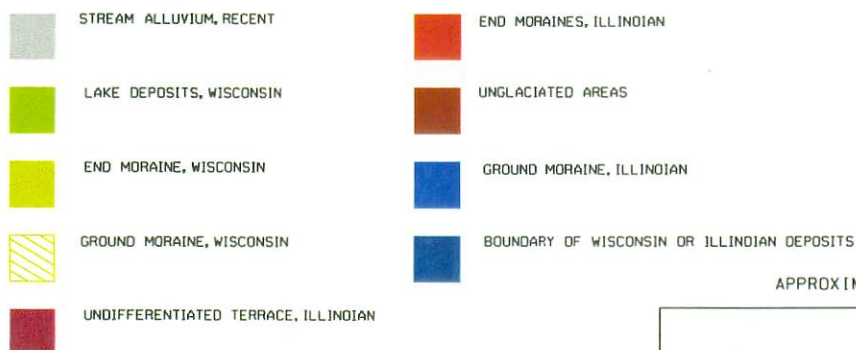 STREAM ALLUVIUM, RECENT
LAKE DEPOSITS, WISCONSIN
END MORAINE, WISCONSIN
GROUND MORAINE, WISCONSIN
UNDIFFERENTIATED TERRACE, ILLINOIAN
END MORAINES, ILLINOIAN
UNGLACIATED AREAS
GROUND MORAINE, ILLINOIAN
BOUNDARY OF WISCONSIN OR ILLINOIAN DEPOSITS